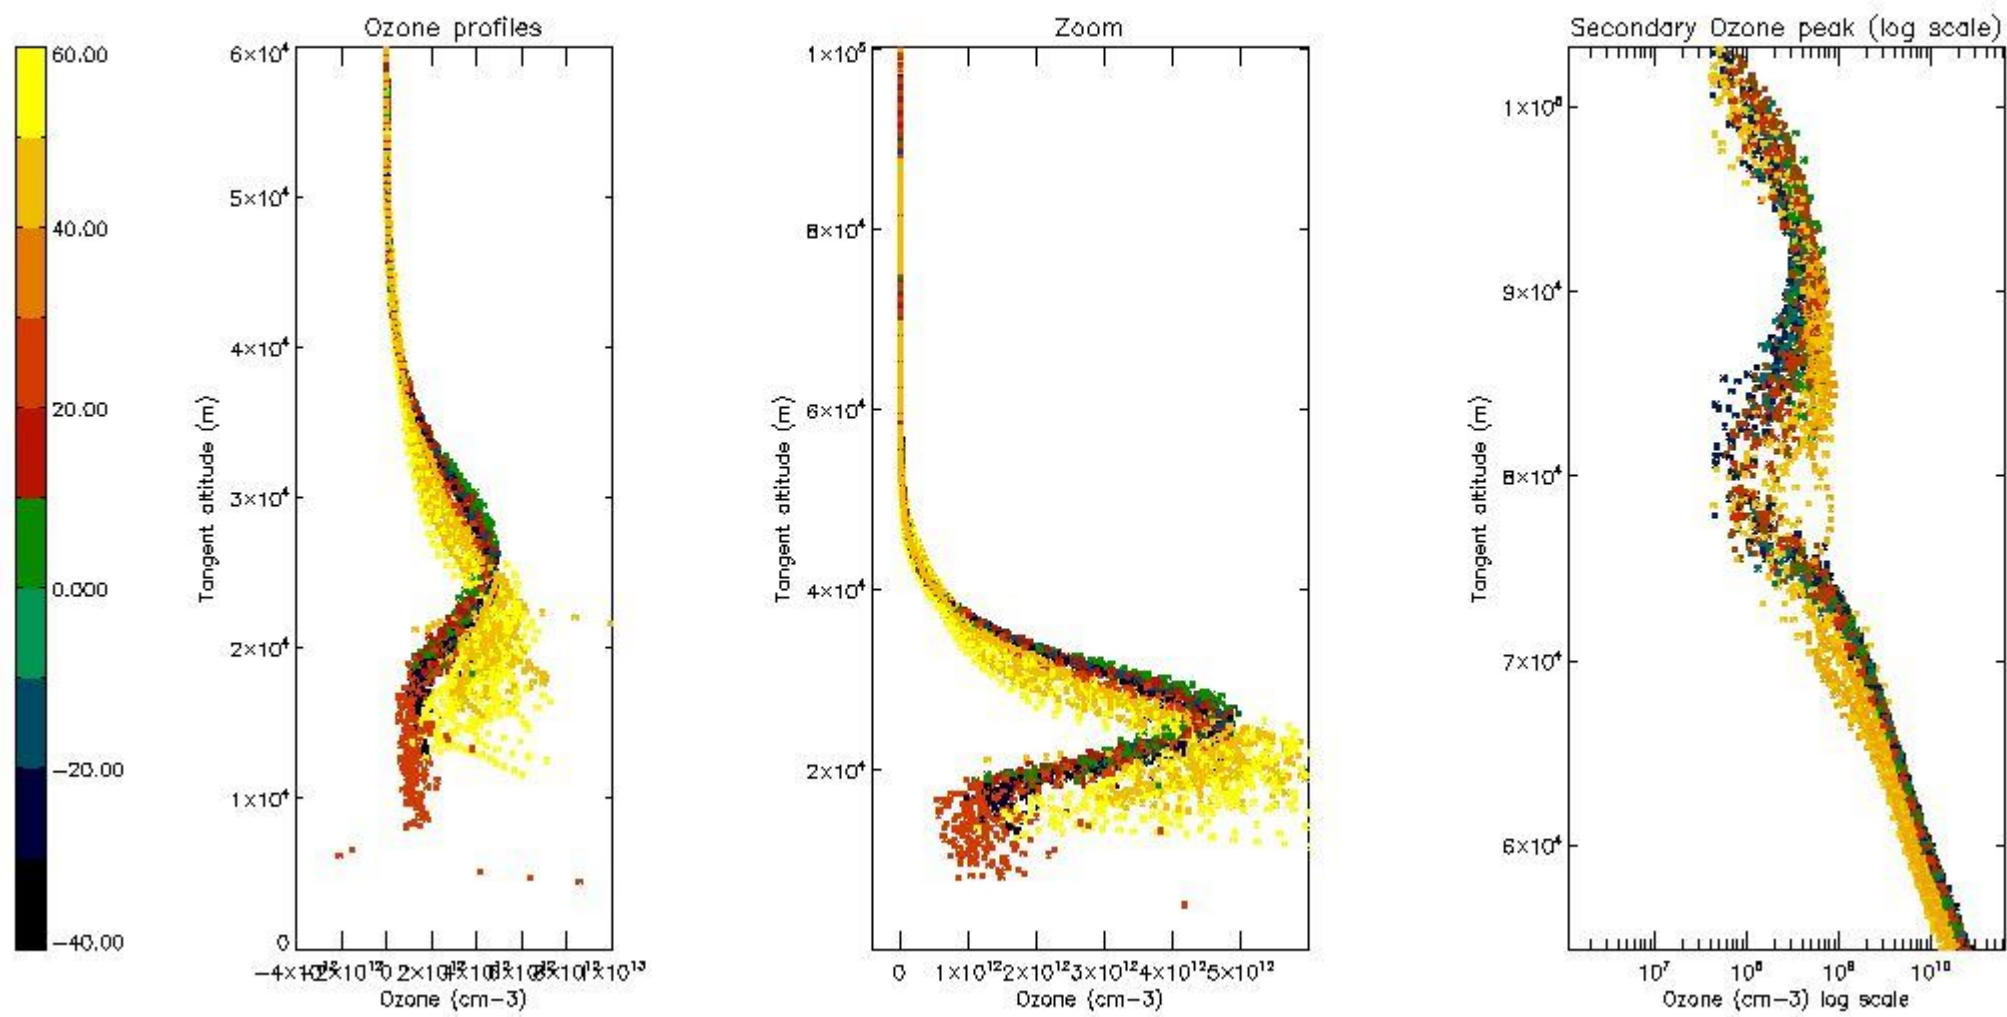 Ozone profiles
Zoom
Secondary Ozone peak (log scale)
60.00
40.00
20.00
0.000
−20.00
−40.00
6×10⁴
5×10⁴
4×10⁴
3×10⁴
2×10⁴
1×10⁴
0
Tangent altitude (m)
Ozone (cm−3)
1×10⁵
8×10⁴
6×10⁴
4×10⁴
2×10⁴
Tangent altitude (m)
0 1×10¹² 2×10¹² 3×10¹² 4×10¹² 5×10¹²
Ozone (cm−3)
9×10⁴
8×10⁴
7×10⁴
6×10⁴
Tangent altitude (m)
10⁷ 10⁸ 10⁹ 10¹⁰
Ozone (cm−3) log scale